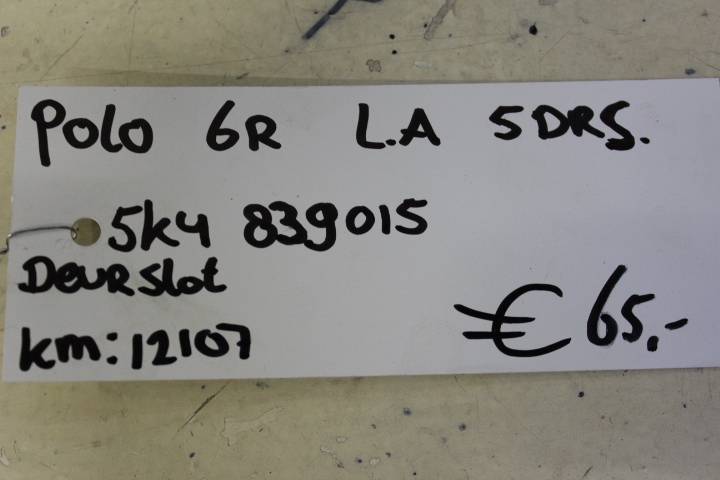 Polo 6R L.A 5DRS.
5K4 839015
Deurslot
km: 12107
€ 65,-